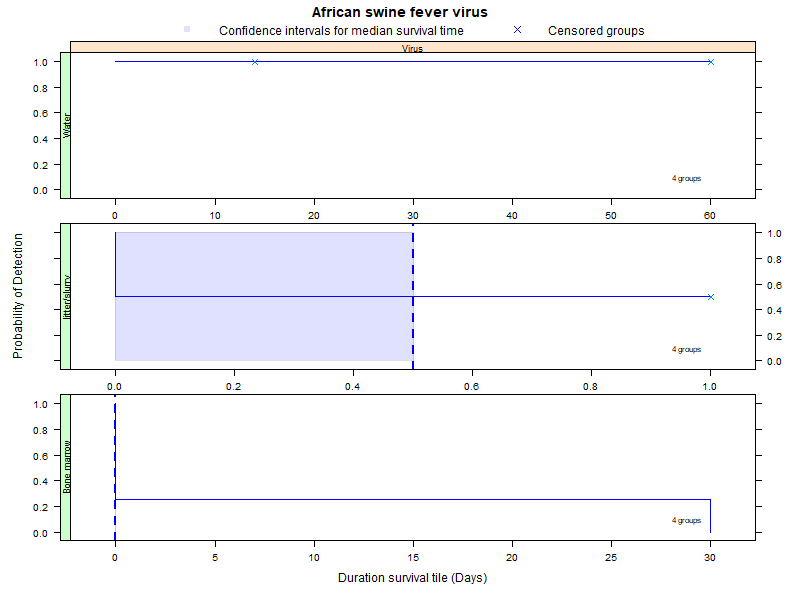 African swine fever virus
Confidence intervals for median survival time
Censored groups
Virus
Water
1.0
0.8
0.6
0.4
0.2
0.0
4 groups
0 10 20 30 40 50 60
Probability of Detection
litter/slurry
1.0
0.8
0.6
0.4
0.2
0.0
4 groups
0.0 0.2 0.4 0.6 0.8 1.0
Bone marrow
1.0
0.8
0.6
0.4
0.2
0.0
4 groups
0 5 10 15 20 25 30
Duration survival tile (Days)